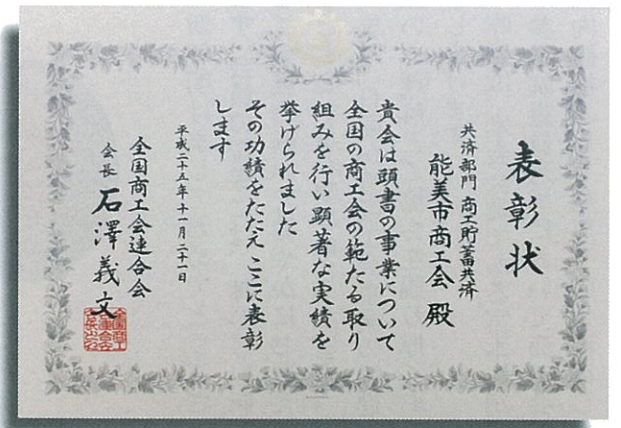 表彰状
共済部門 商工貯蓄共済
能美市商工会 殿
貴会は頭書の事業について
全国の商工会の範たる取り
組みを行い顕著な実績を
挙げられました
その功績をたたえ ここに表彰
します
平成二十五年十一月二十一日
全国商工会連合会
会長 石澤義文